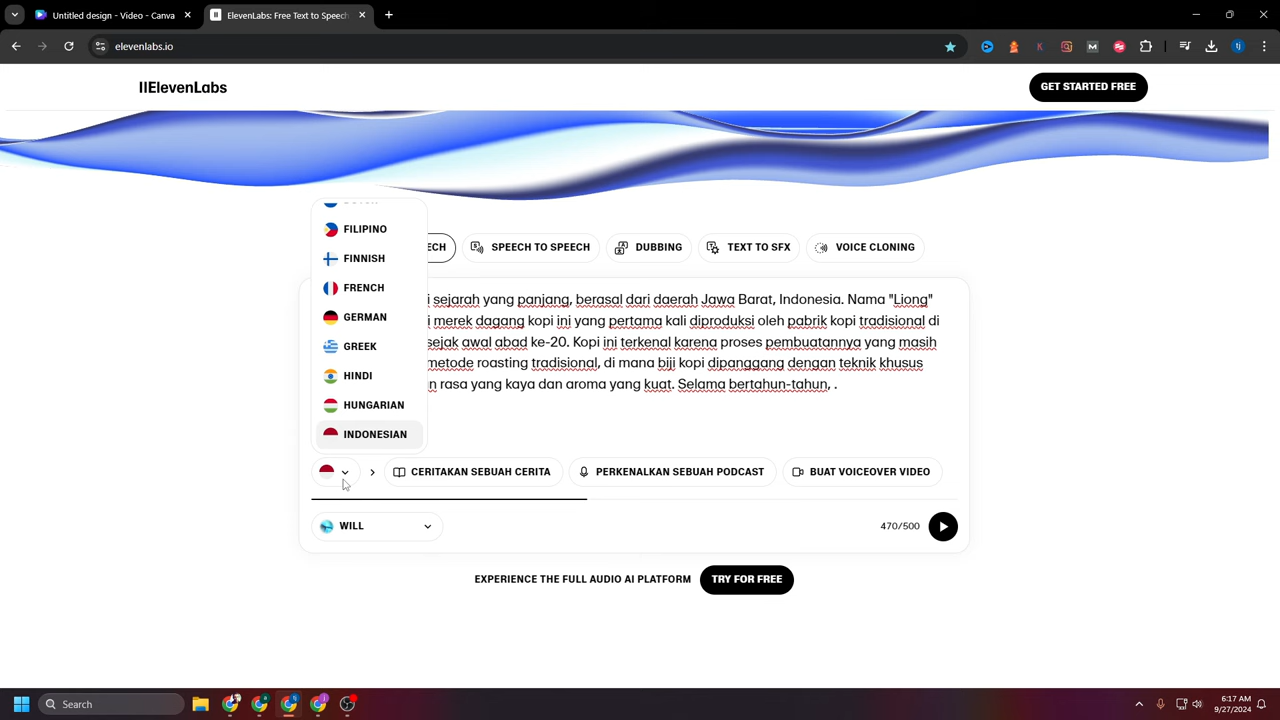 Untitled design - Video - Canva
ElevenLabs: Free Text to Speech
elevenlabs.io
IIElevenLabs
GET STARTED FREE
ECH
SPEECH TO SPEECH
DUBBING
TEXT TO SFX
VOICE CLONING
FILIPINO
FINNISH
FRENCH
GERMAN
GREEK
HINDI
HUNGARIAN
INDONESIAN
i sejarah yang panjang, berasal dari daerah Jawa Barat, Indonesia. Nama "Liong"
i merek dagang kopi ini yang pertama kali diproduksi oleh pabrik kopi tradisional di
sejak awal abad ke-20. Kopi ini terkenal karena proses pembuatannya yang masih
metode roasting tradisional, di mana biji kopi dipanggang dengan teknik khusus
n rasa yang kaya dan aroma yang kuat. Selama bertahun-tahun, .
CERITAKAN SEBUAH CERITA
PERKENALKAN SEBUAH PODCAST
BUAT VOICEOVER VIDEO
WILL
470/500
EXPERIENCE THE FULL AUDIO AI PLATFORM
TRY FOR FREE
Search
6:17 AM
9/27/2024